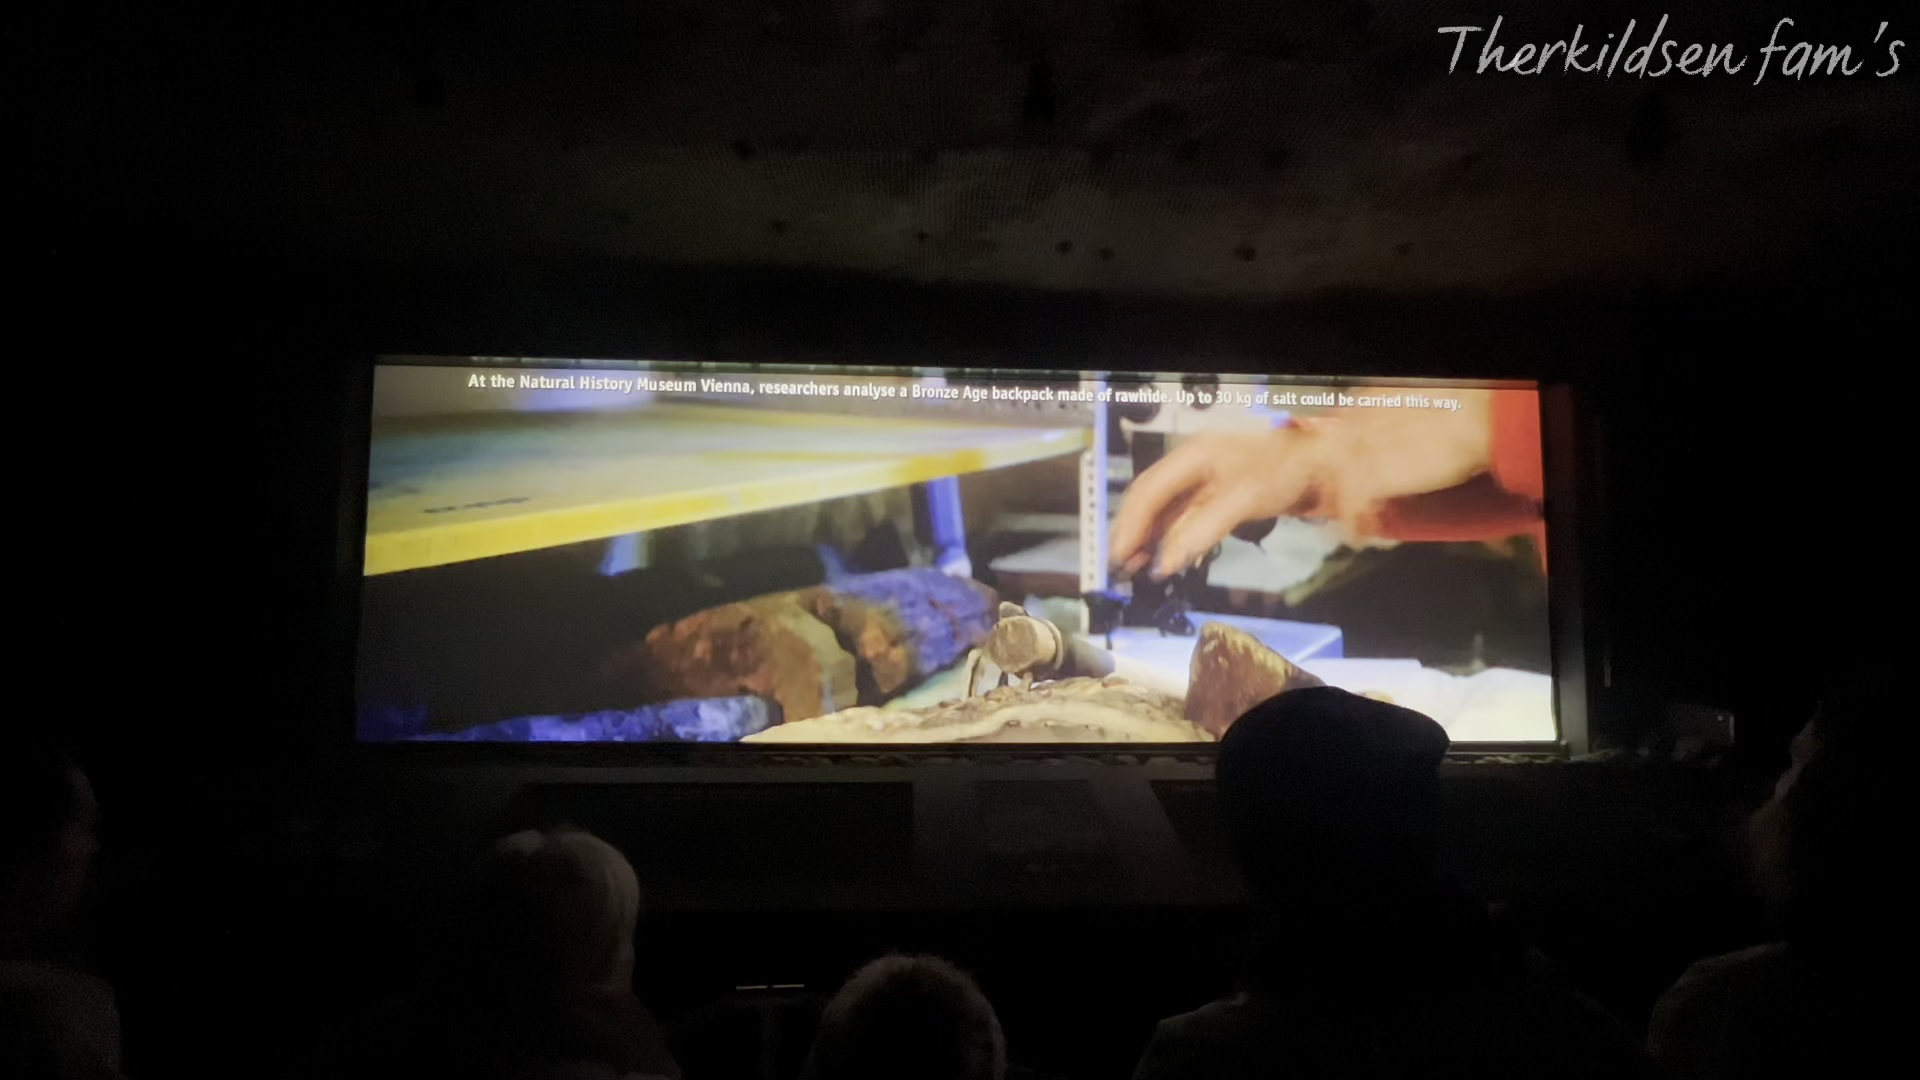 Therkildsen fam's
At the Natural History Museum Vienna, researchers analyse a Bronze Age backpack made of rawhide. Up to 30 kg of salt could be carried this way.